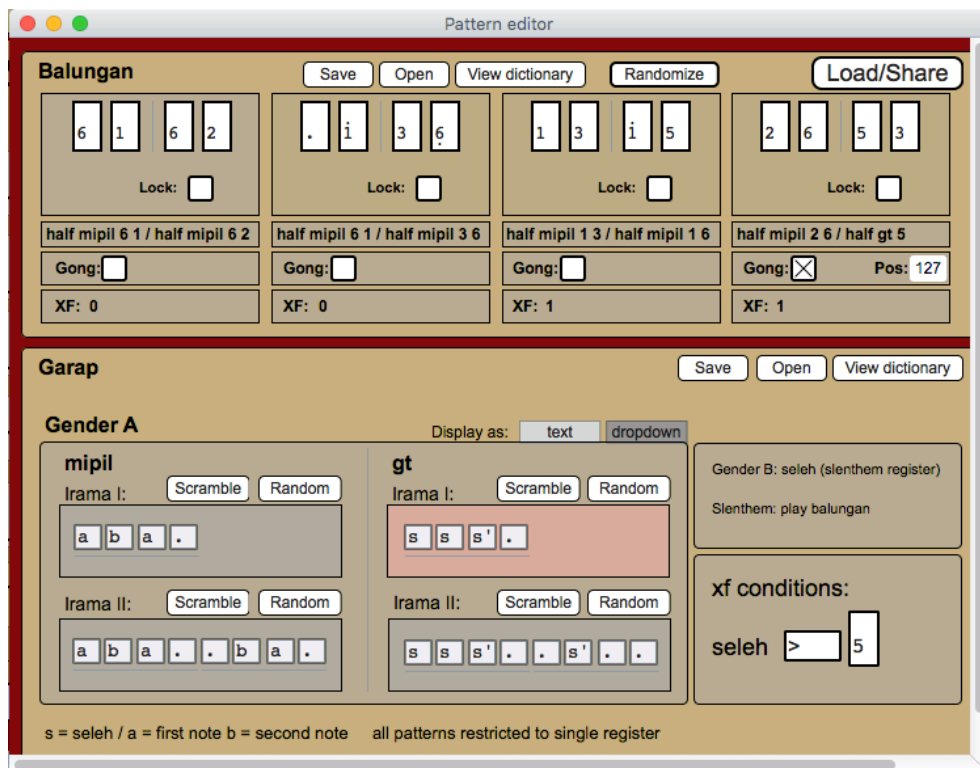 Pattern editor
Balungan Save Open View dictionary Randomize Load/Share
6 1 6 2 . i̇ 3 6̣ 1 3 i̇ 5 2 6 5 3
Lock: Lock: Lock: Lock:
half mipil 6 1 / half mipil 6 2 half mipil 6 1 / half mipil 3 6 half mipil 1 3 / half mipil 1 6 half mipil 2 6 / half gt 5
Gong: Gong: Gong: Gong: Pos: 127
XF: 0 XF: 0 XF: 1 XF: 1
Garap Save Open View dictionary
Gender A Display as: text dropdown
mipil
Irama I: Scramble Random
a b a .
Irama II: Scramble Random
a b a . . b a .
gt
Irama I: Scramble Random
s s s' .
Irama II: Scramble Random
s s s' . . s' . .
Gender B: seleh (slenthem register)
Slenthem: play balungan
xf conditions:
seleh > 5
s = seleh / a = first note b = second note all patterns restricted to single register